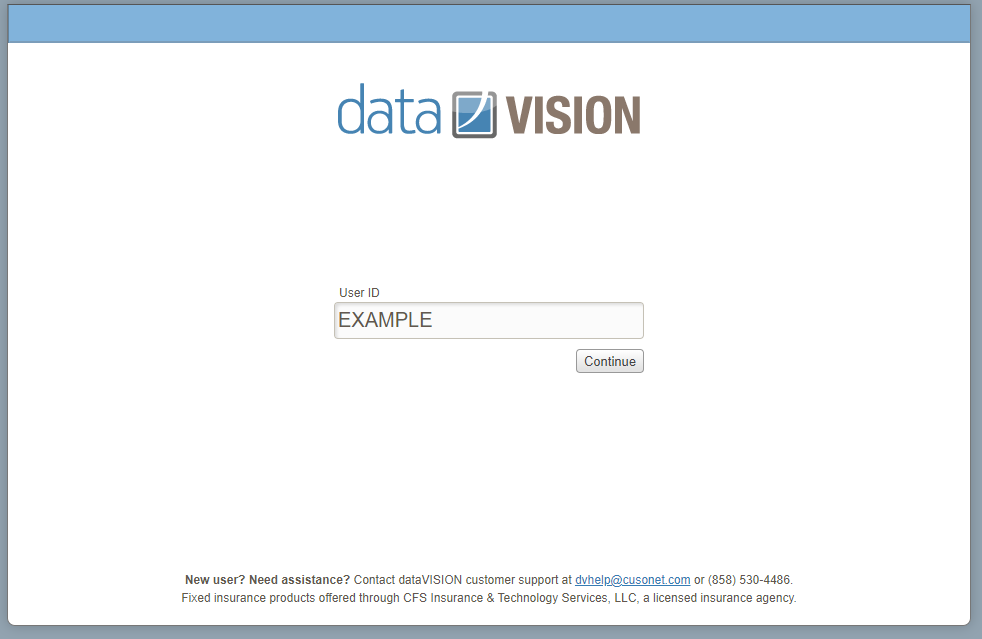 data VISION
User ID
EXAMPLE
Continue
New user? Need assistance? Contact dataVISION customer support at dvhelp@cusonet.com or (858) 530-4486.
Fixed insurance products offered through CFS Insurance & Technology Services, LLC, a licensed insurance agency.